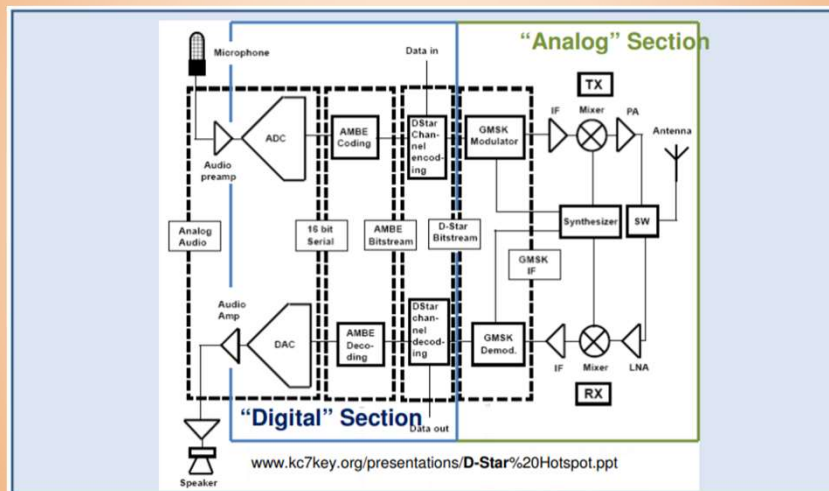 “Analog” Section
Microphone
Data in
TX
IF
Mixer
PA
Antenna
ADC
AMBE
Coding
DStar
Chan-
nel
encod-
ing
GMSK
Modulator
Audio
preamp
Analog
Audio
16 bit
Serial
AMBE
Bitstream
D-Star
Bitstream
Synthesizer
SW
GMSK
IF
Audio
Amp
DAC
AMBE
Deco-
ding
DStar
chan-
nel
decod-
ing
GMSK
Demod.
IF
Mixer
LNA
RX
“Digital” Section
Data out
www.kc7key.org/presentations/D-Star%20Hotspot.ppt
Speaker